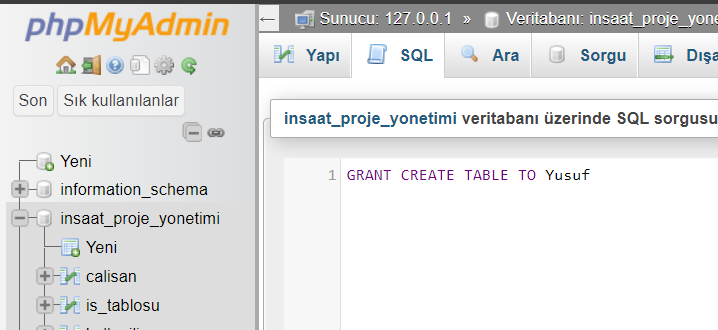 phpMyAdmin
Sunucu: 127.0.0.1 » Veritabanı: insaat_proje_yone
Yapı SQL Ara Sorgu Dışa
Son Sık kullanılanlar
insaat_proje_yonetimi veritabanı üzerinde SQL sorgusu
Yeni
information_schema
insaat_proje_yonetimi
Yeni
calisan
is_tablosu
1 GRANT CREATE TABLE TO Yusuf